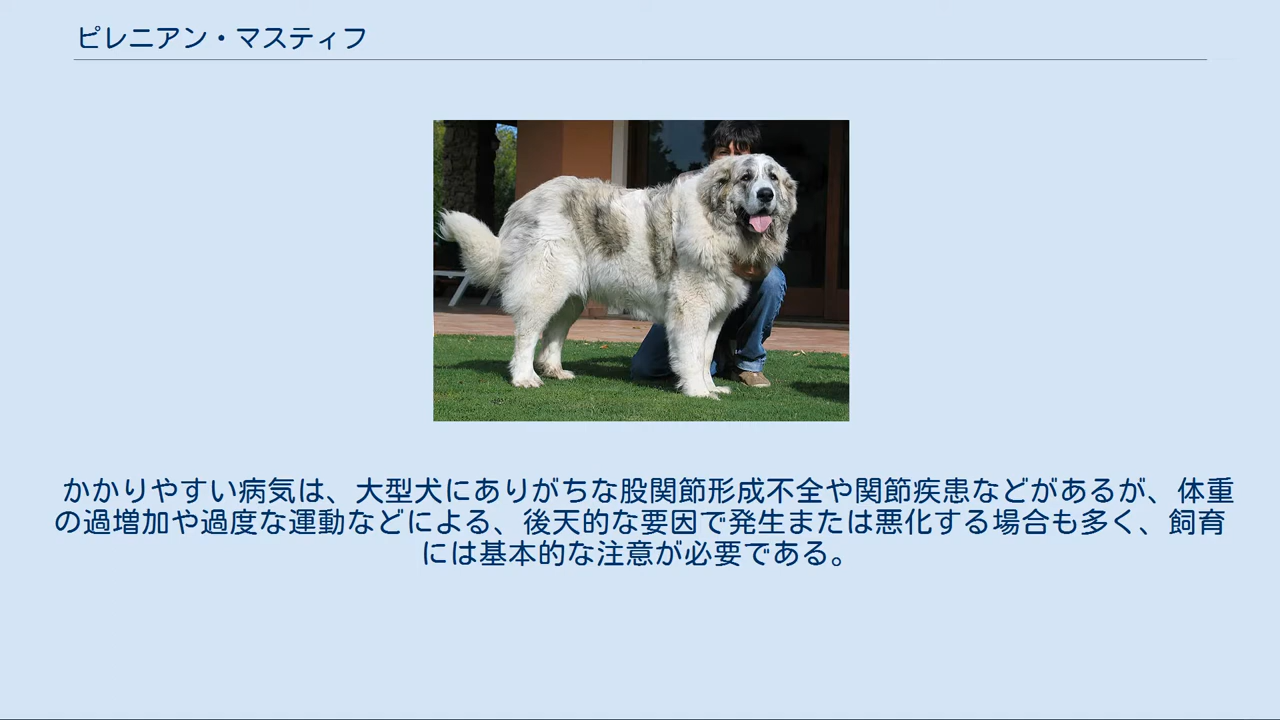 ピレニアン・マスティフ
かかりやすい病気は、大型犬にありがちな股関節形成不全や関節疾患などがあるが、体重
の過増加や過度な運動などによる、後天的な要因で発生または悪化する場合も多く、飼育
には基本的な注意が必要である。